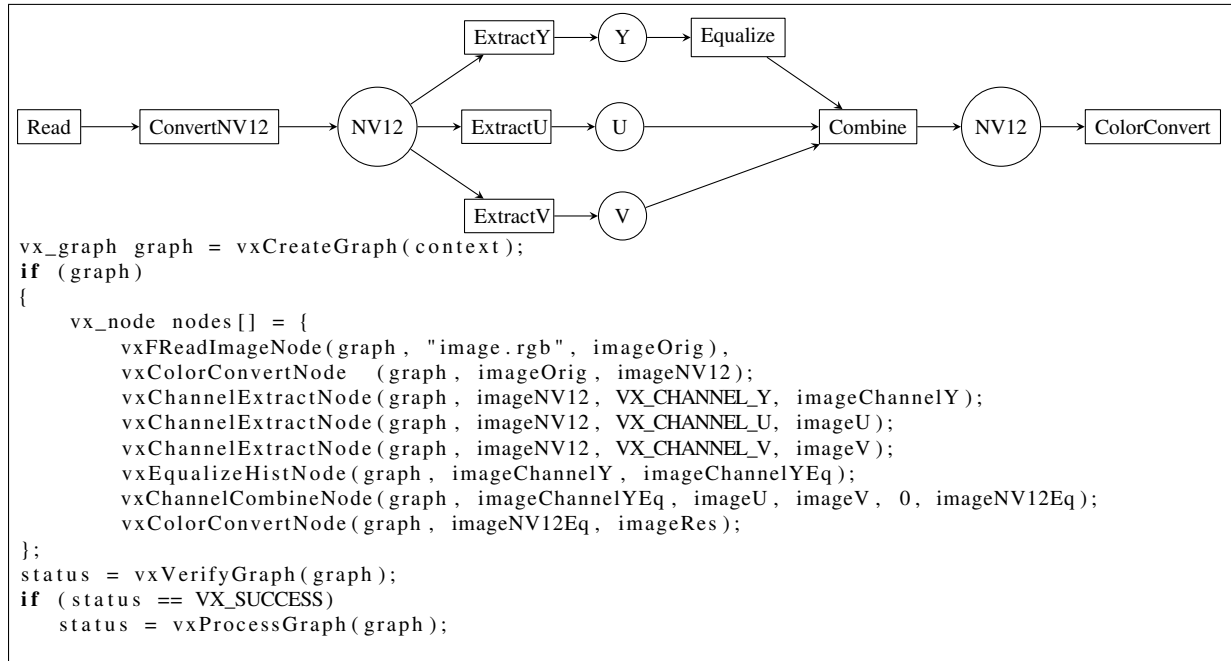 ExtractY Y Equalize
Read ConvertNV12 NV12 ExtractU U Combine NV12 ColorConvert
ExtractV V
vx_graph graph = vxCreateGraph(context);
if (graph)
{
vx_node nodes[] = {
vxFReadImageNode(graph, "image.rgb", imageOrig),
vxColorConvertNode (graph, imageOrig, imageNV12);
vxChannelExtractNode(graph, imageNV12, VX_CHANNEL_Y, imageChannelY);
vxChannelExtractNode(graph, imageNV12, VX_CHANNEL_U, imageU);
vxChannelExtractNode(graph, imageNV12, VX_CHANNEL_V, imageV);
vxEqualizeHistNode(graph, imageChannelY, imageChannelYEq);
vxChannelCombineNode(graph, imageChannelYEq, imageU, imageV, 0, imageNV12Eq);
vxColorConvertNode(graph, imageNV12Eq, imageRes);
};
status = vxVerifyGraph(graph);
if (status == VX_SUCCESS)
status = vxProcessGraph(graph);